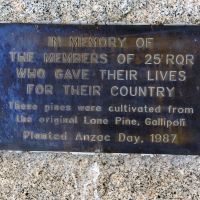 IN MEMORY OF
THE MEMBERS OF 25 RQR
WHO GAVE THEIR LIVES
FOR THEIR COUNTRY
These pines were cultivated from
the original Lone Pine, Gallipoli
Planted Anzac Day, 1987